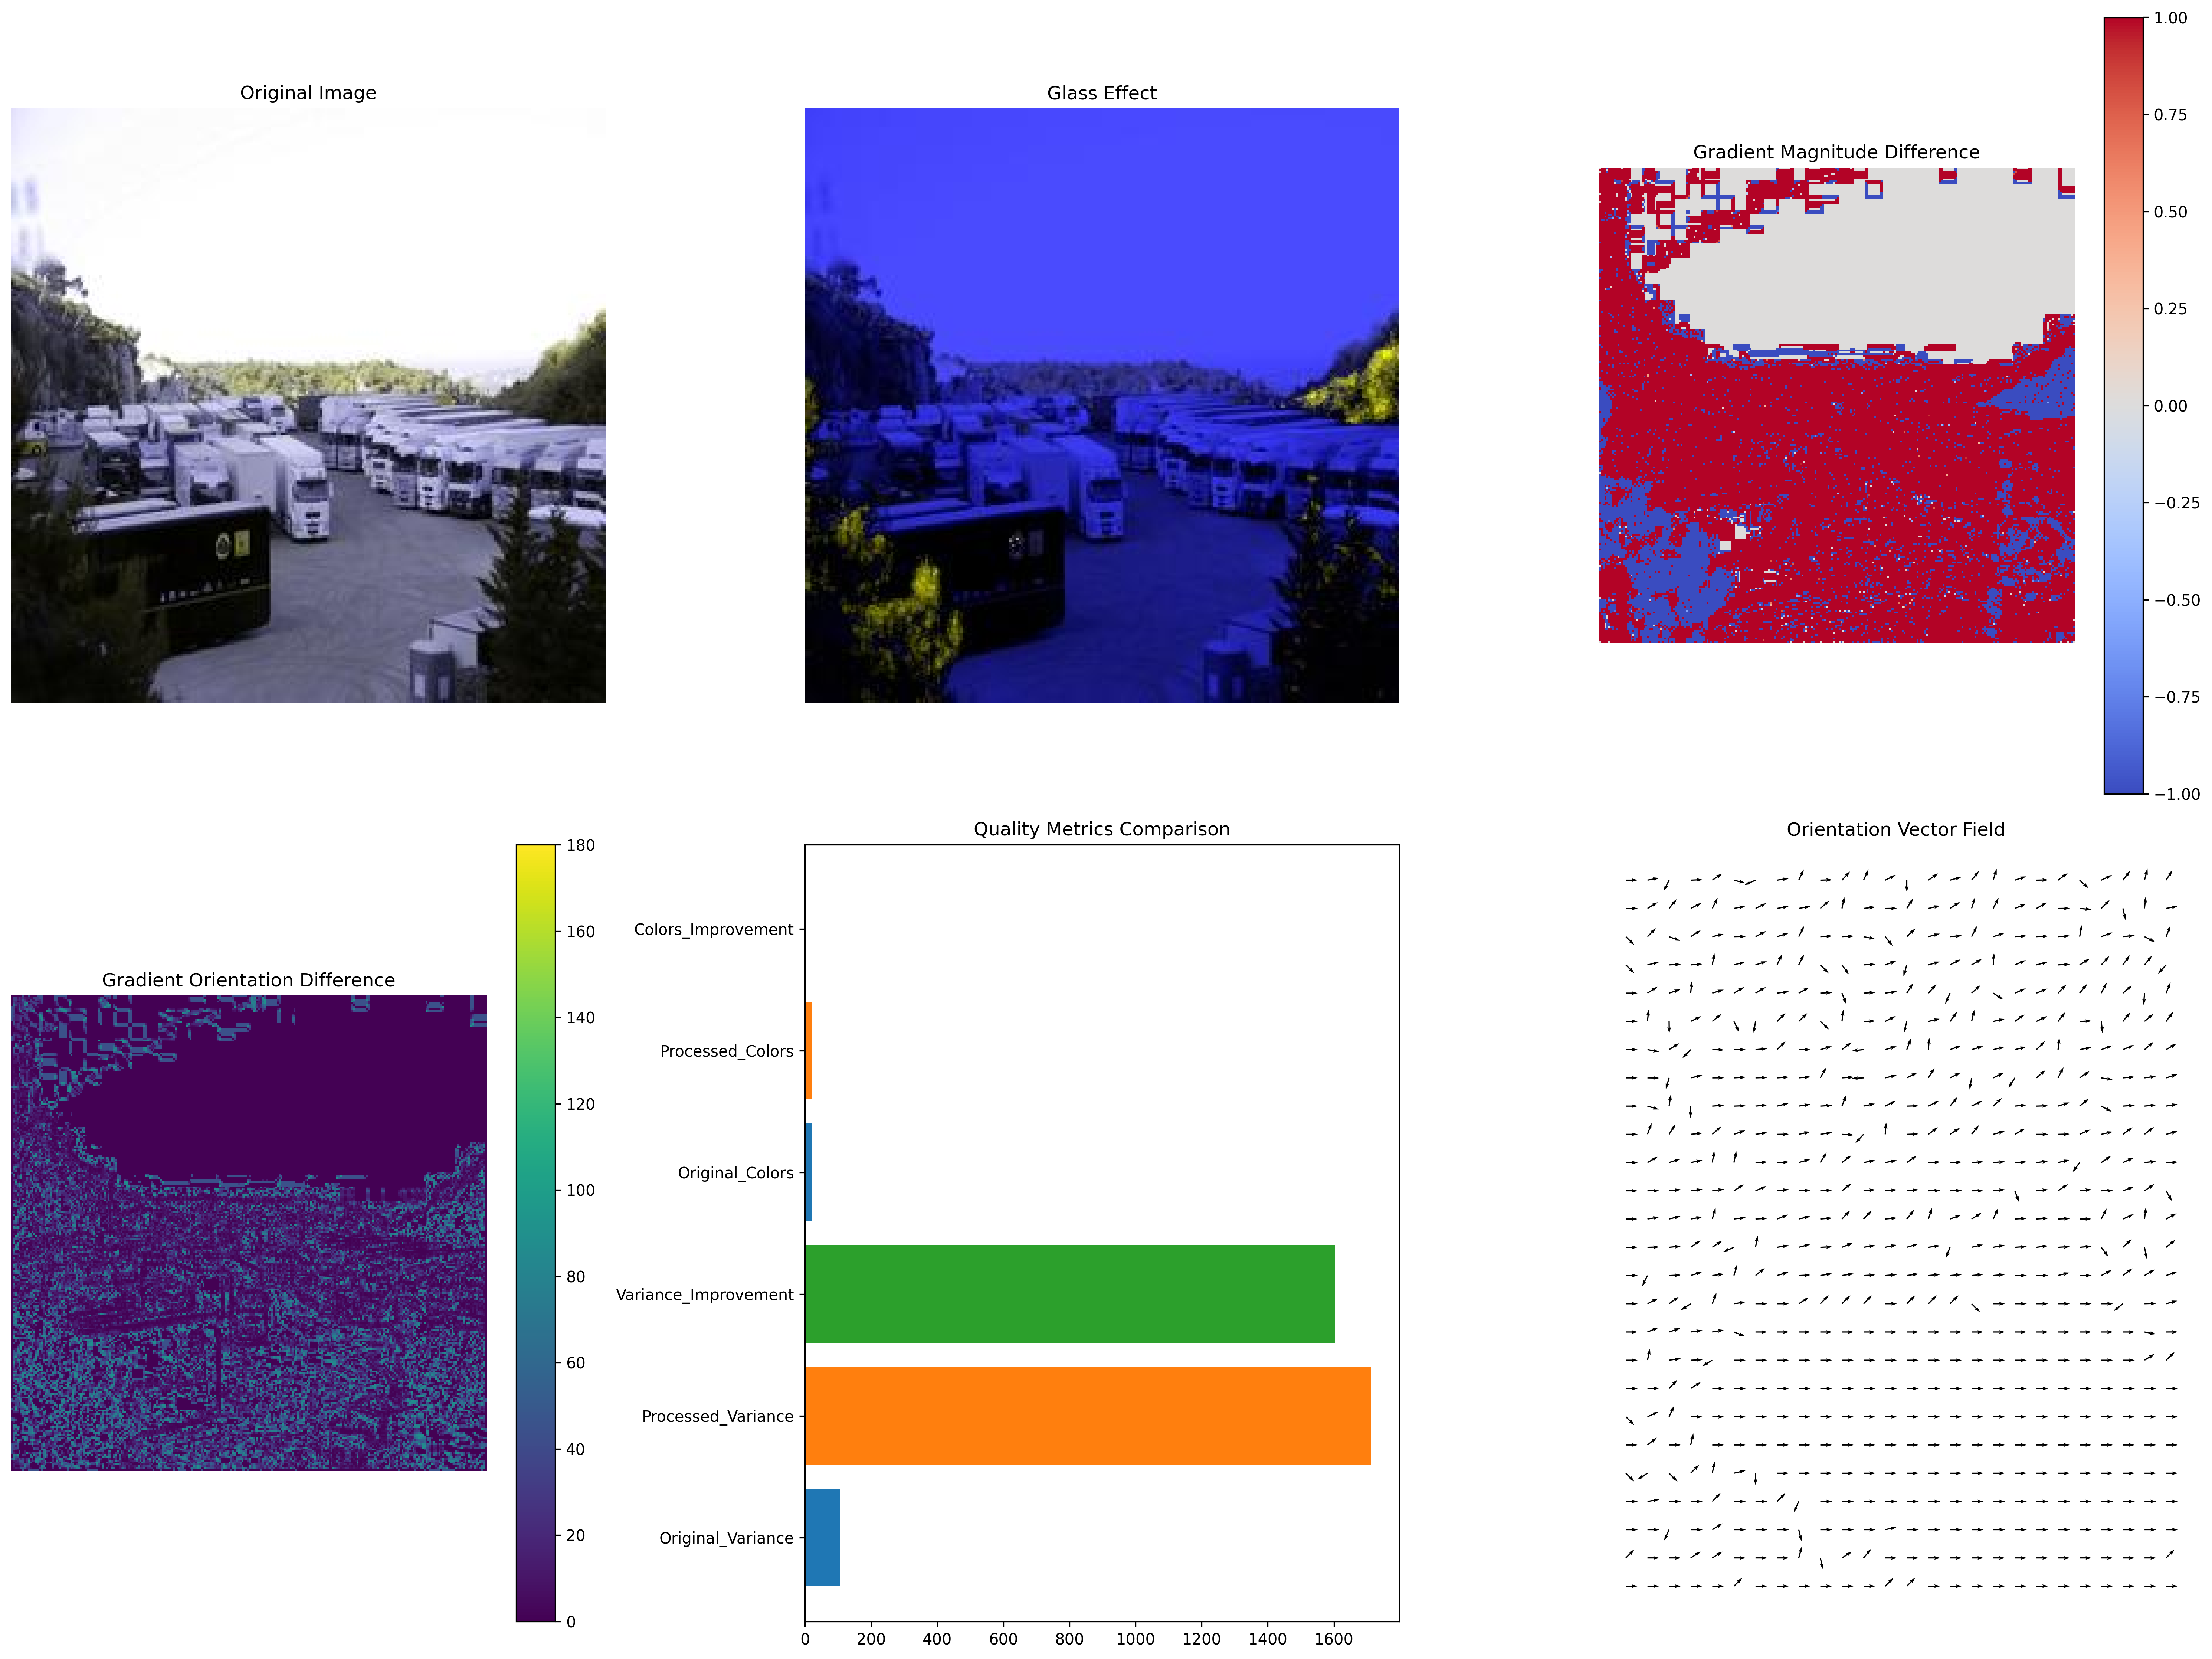 Original Image
Glass Effect
Gradient Magnitude Difference
1.00
0.75
0.50
0.25
0.00
−0.25
−0.50
−0.75
−1.00
Gradient Orientation Difference
180
160
140
120
100
80
60
40
20
0
Quality Metrics Comparison
Colors_Improvement
Processed_Colors
Original_Colors
Variance_Improvement
Processed_Variance
Original_Variance
0 200 400 600 800 1000 1200 1400 1600
Orientation Vector Field